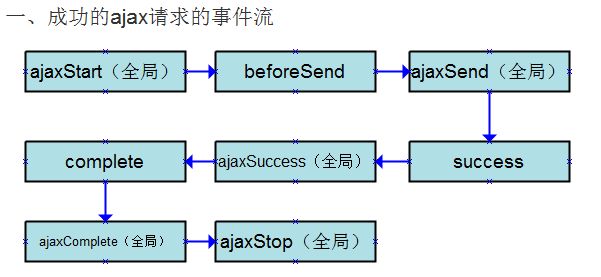 一、成功的ajax请求的事件流
ajaxStart（全局）
beforeSend
ajaxSend（全局）
success
ajaxSuccess（全局）
complete
ajaxComplete（全局）
ajaxStop（全局）